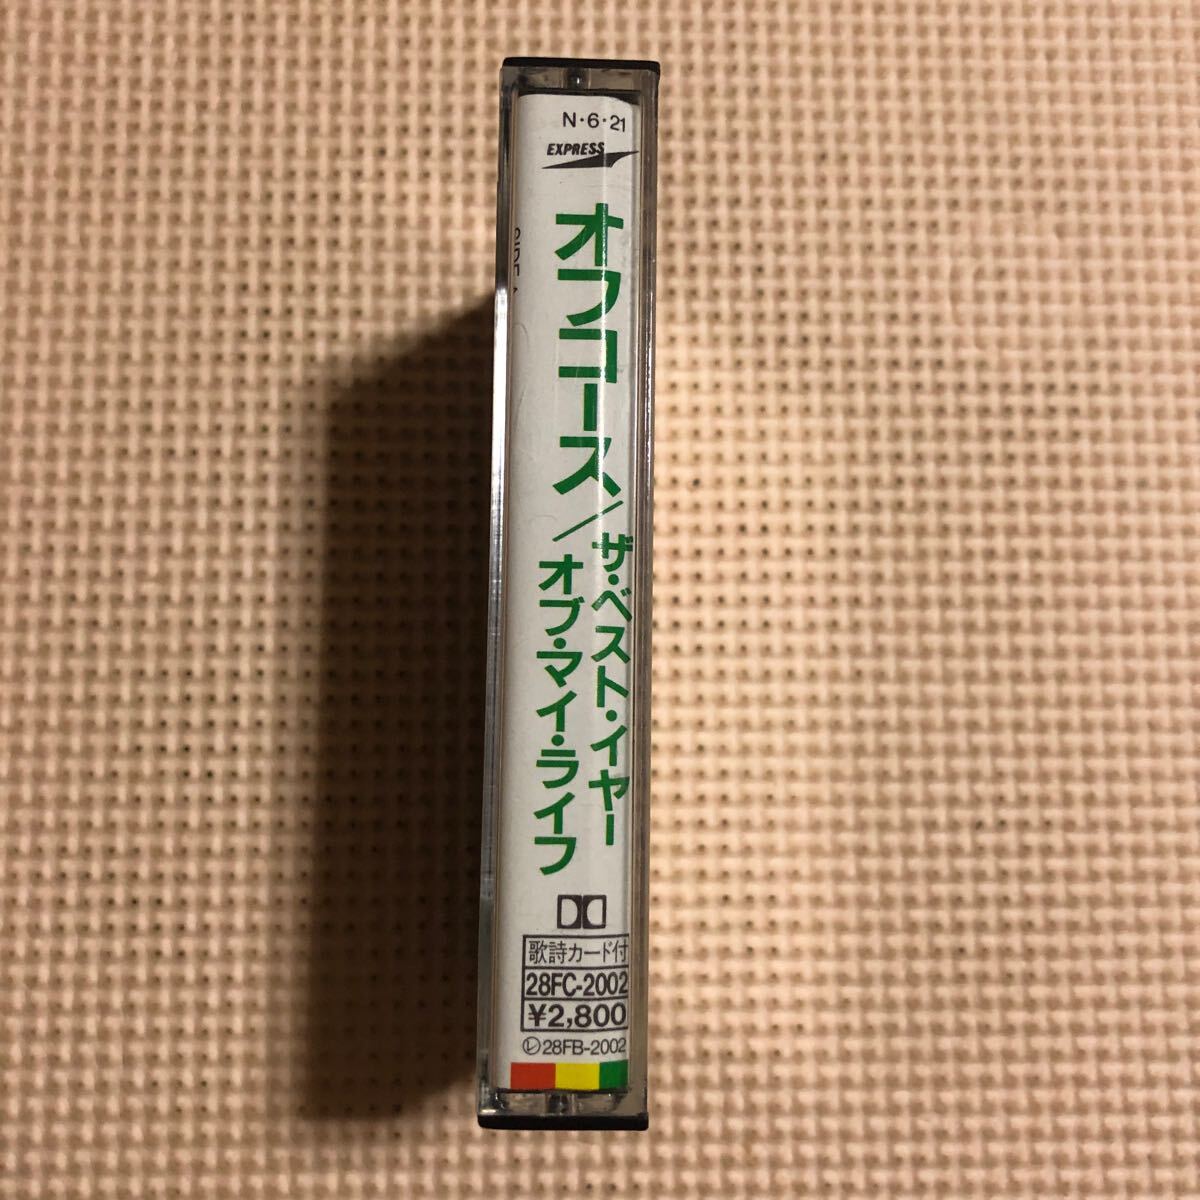 N・6・21
EXPRESS
オフコース/
ザ・ベスト・イヤー
オブ・マイ・ライフ
歌詩カード付
28FC-2002
¥2,800
Ⓛ28FB-2002